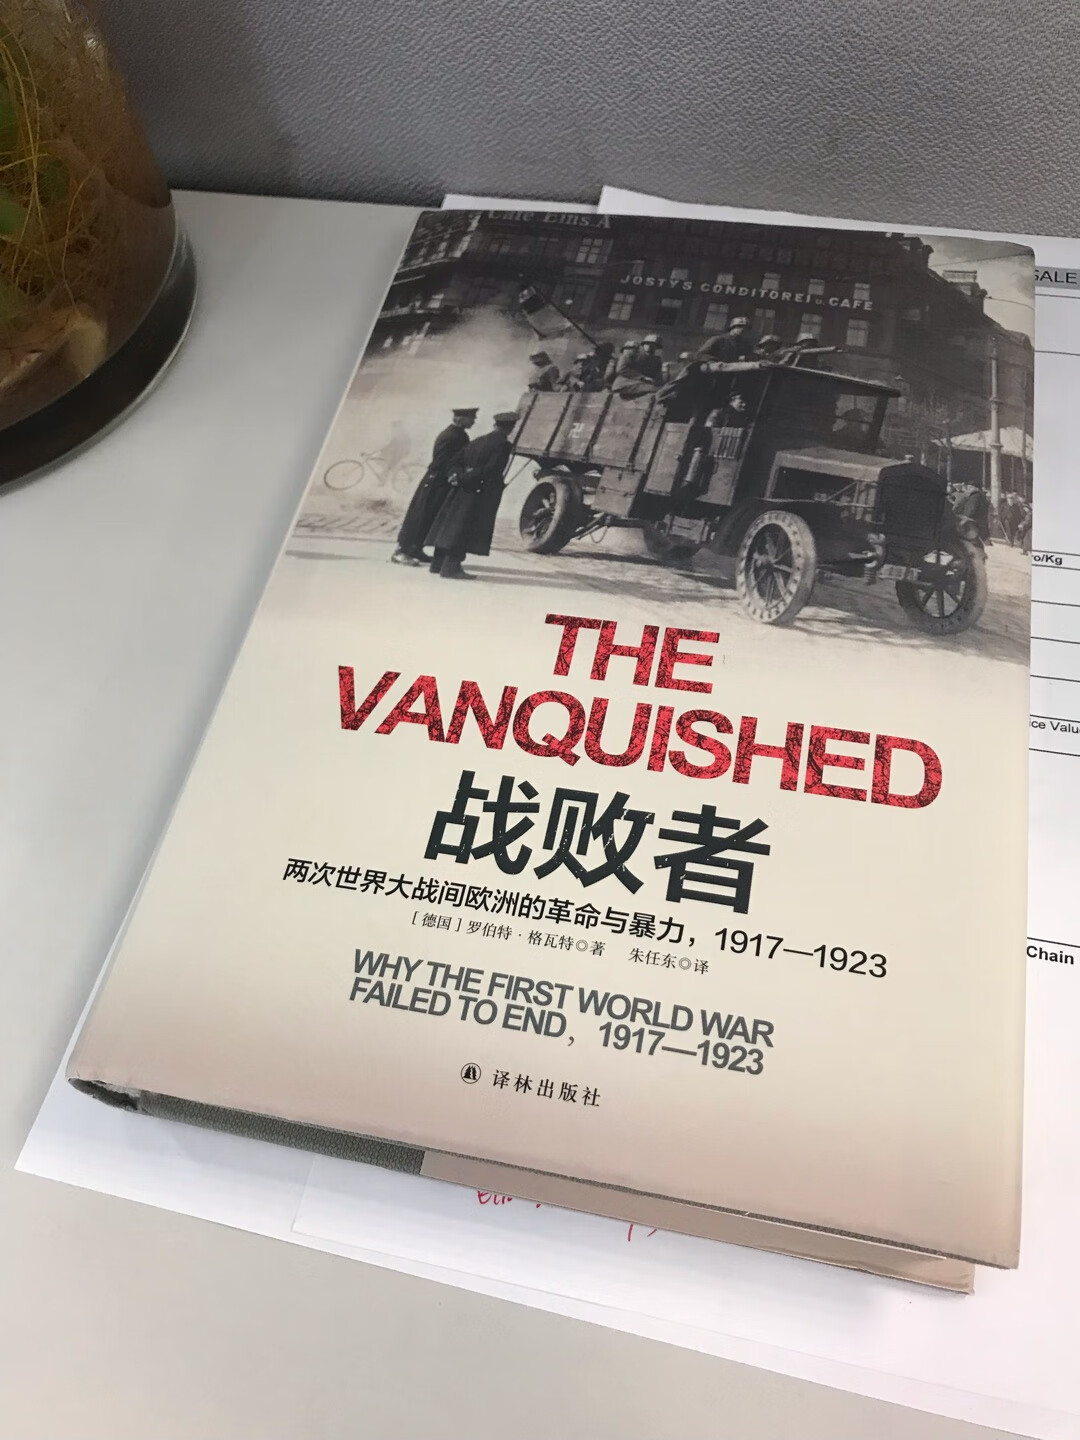 Café Ems.A
JOSTY'S CONDITOREI u. CAFE
THE
VANQUISHED
战败者
两次世界大战间欧洲的革命与暴力，1917—1923
［德国］罗伯特·格瓦特◎著 朱任东◎译
WHY THE FIRST WORLD WAR
FAILED TO END，1917—1923
译林出版社
SALE
ro/Kg
ce Valu
Chain